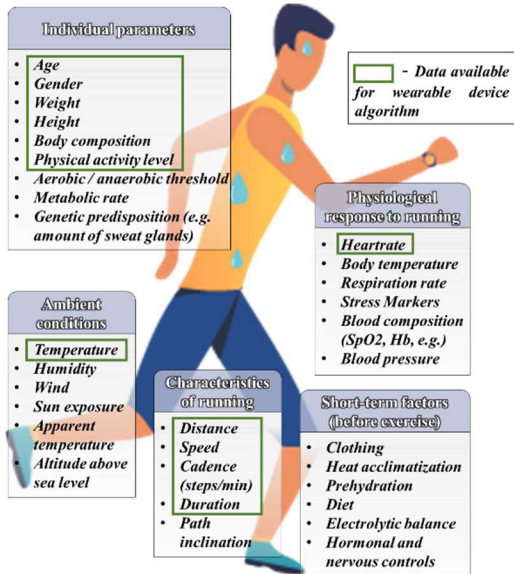 Individual parameters
• Age
• Gender
• Weight
• Height
• Body composition
• Physical activity level
• Aerobic / anaerobic threshold
• Metabolic rate
• Genetic predisposition (e.g.
amount of sweat glands)
- Data available
for wearable device
algorithm
Physiological
response to running
• Heartrate
• Body temperature
• Respiration rate
• Stress Markers
• Blood composition
(SpO2, Hb, e.g.)
• Blood pressure
Ambient
conditions
• Temperature
• Humidity
• Wind
• Sun exposure
• Apparent
temperature
• Altitude above
sea level
Characteristics
of running
• Distance
• Speed
• Cadence
(steps/min)
• Duration
• Path
inclination
Short-term factors
(before exercise)
• Clothing
• Heat acclimatization
• Prehydration
• Diet
• Electrolytic balance
• Hormonal and
nervous controls